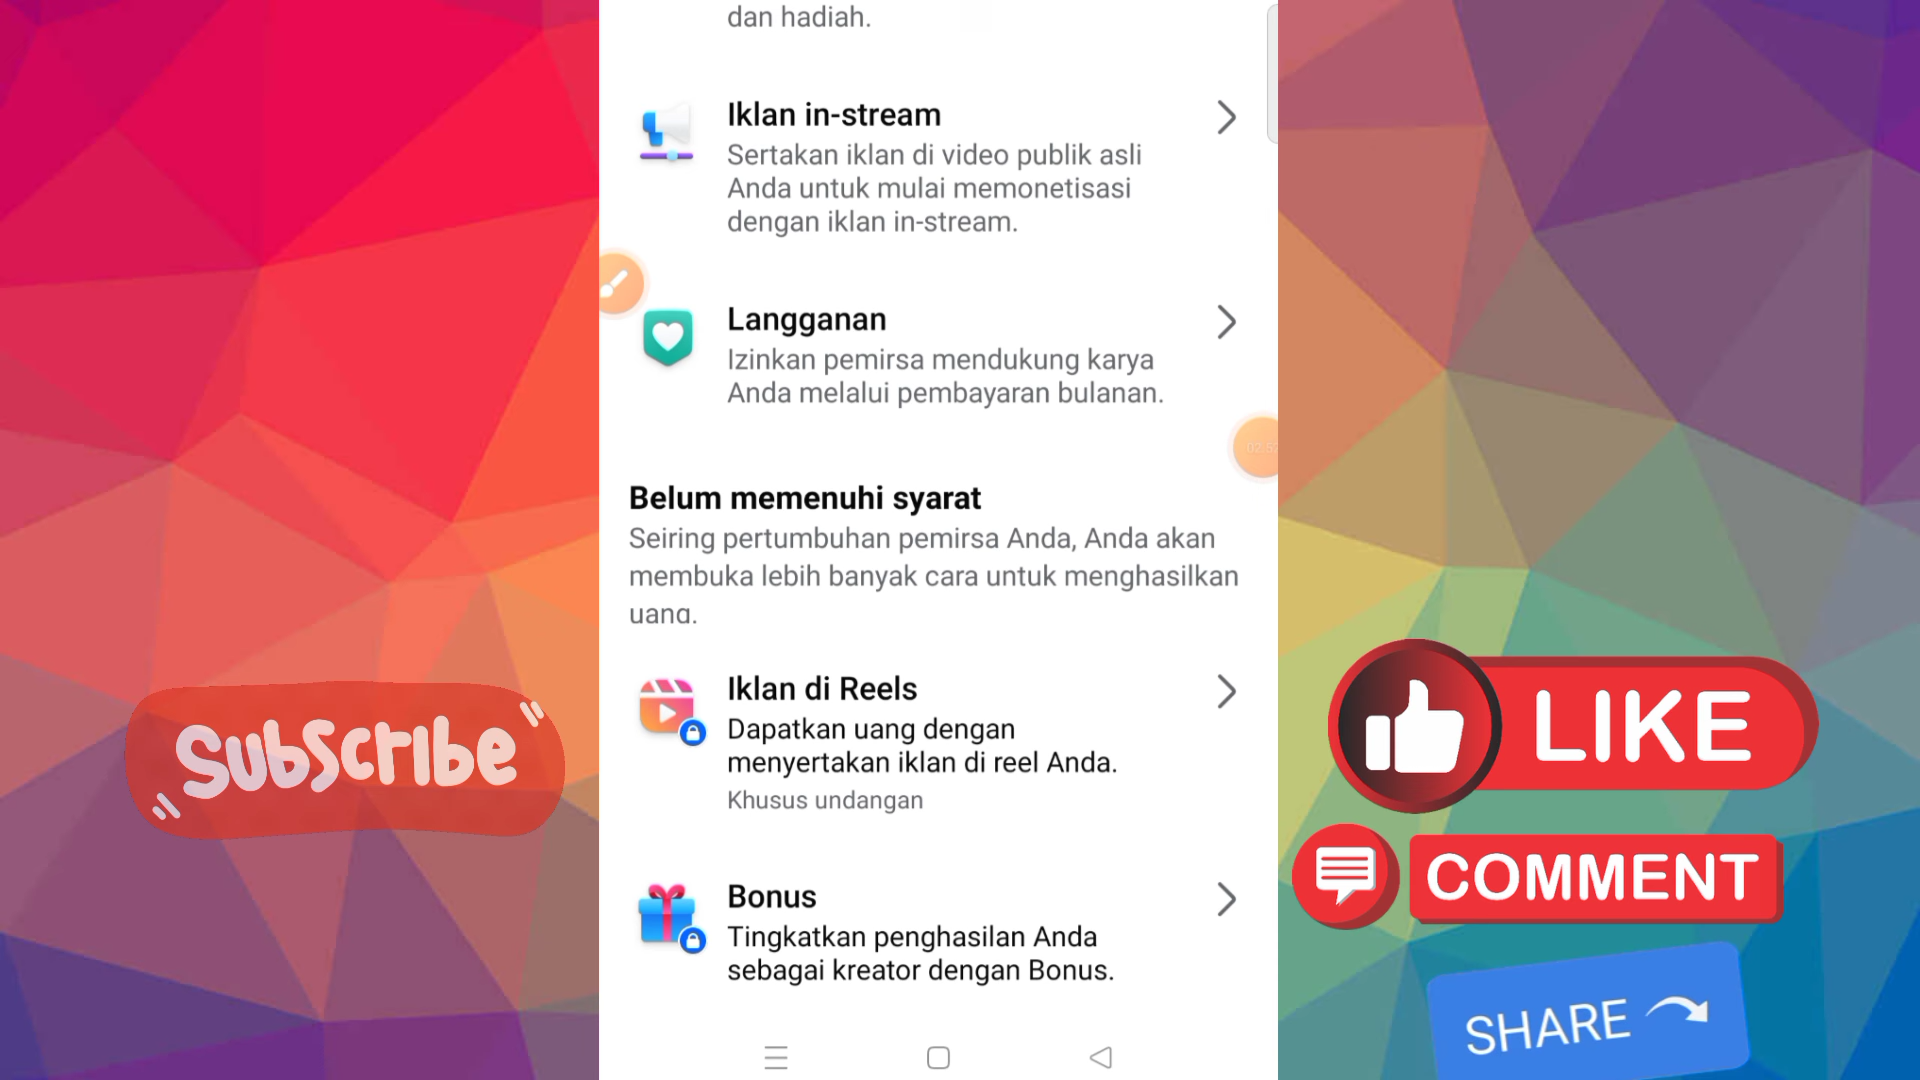 dan hadiah.
Iklan in-stream
Sertakan iklan di video publik asli
Anda untuk mulai memonetisasi
dengan iklan in-stream.
Langganan
Izinkan pemirsa mendukung karya
Anda melalui pembayaran bulanan.
Belum memenuhi syarat
Seiring pertumbuhan pemirsa Anda, Anda akan
membuka lebih banyak cara untuk menghasilkan
uang.
Iklan di Reels
Dapatkan uang dengan
menyertakan iklan di reel Anda.
Khusus undangan
Bonus
Tingkatkan penghasilan Anda
sebagai kreator dengan Bonus.
Subscribe
LIKE
COMMENT
SHARE